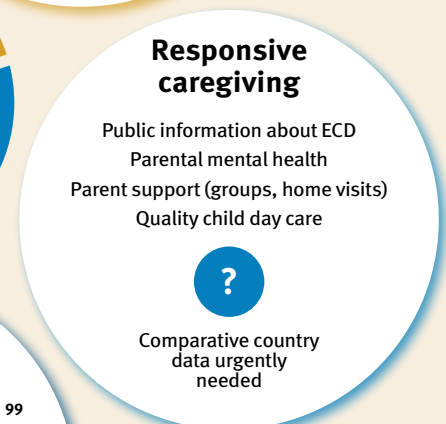 Responsive
caregiving
Public information about ECD
Parental mental health
Parent support (groups, home visits)
Quality child day care
?
Comparative country
data urgently
needed
99